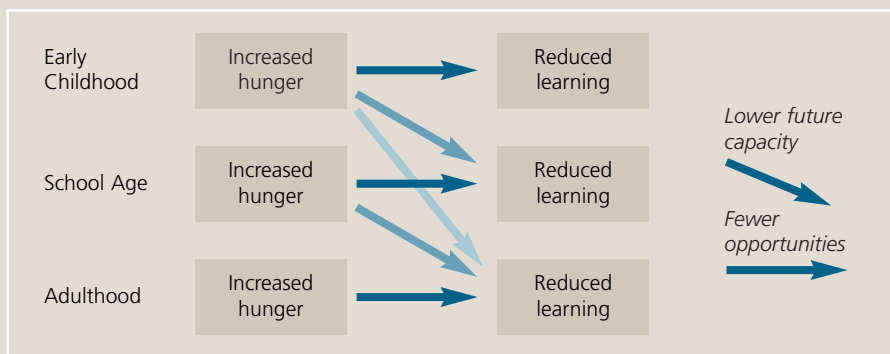 Early
Childhood
Increased
hunger
Reduced
learning
School Age
Increased
hunger
Reduced
learning
Adulthood
Increased
hunger
Reduced
learning
Lower future
capacity
Fewer
opportunities